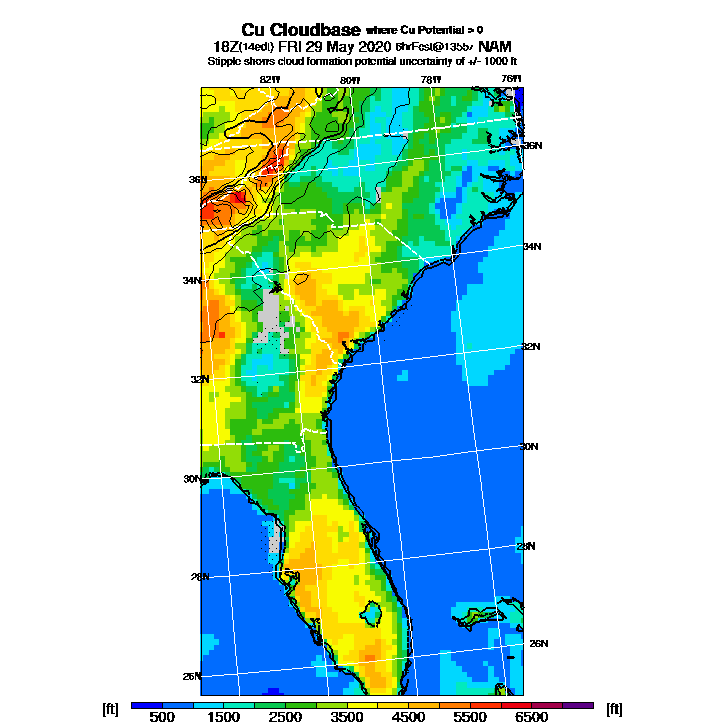 Cu Cloudbase where Cu Potential > 0
18Z(14edt) FRI 29 May 2020 6hrFcst@1355z NAM
Stipple shows cloud formation potential uncertainty of +/- 1000 ft
82W 80W 78W 76W
36N
36N
34N
34N
32N
32N
30N
30N
28N
28N
26N
26N
[ft] 500 1500 2500 3500 4500 5500 6500 [ft]